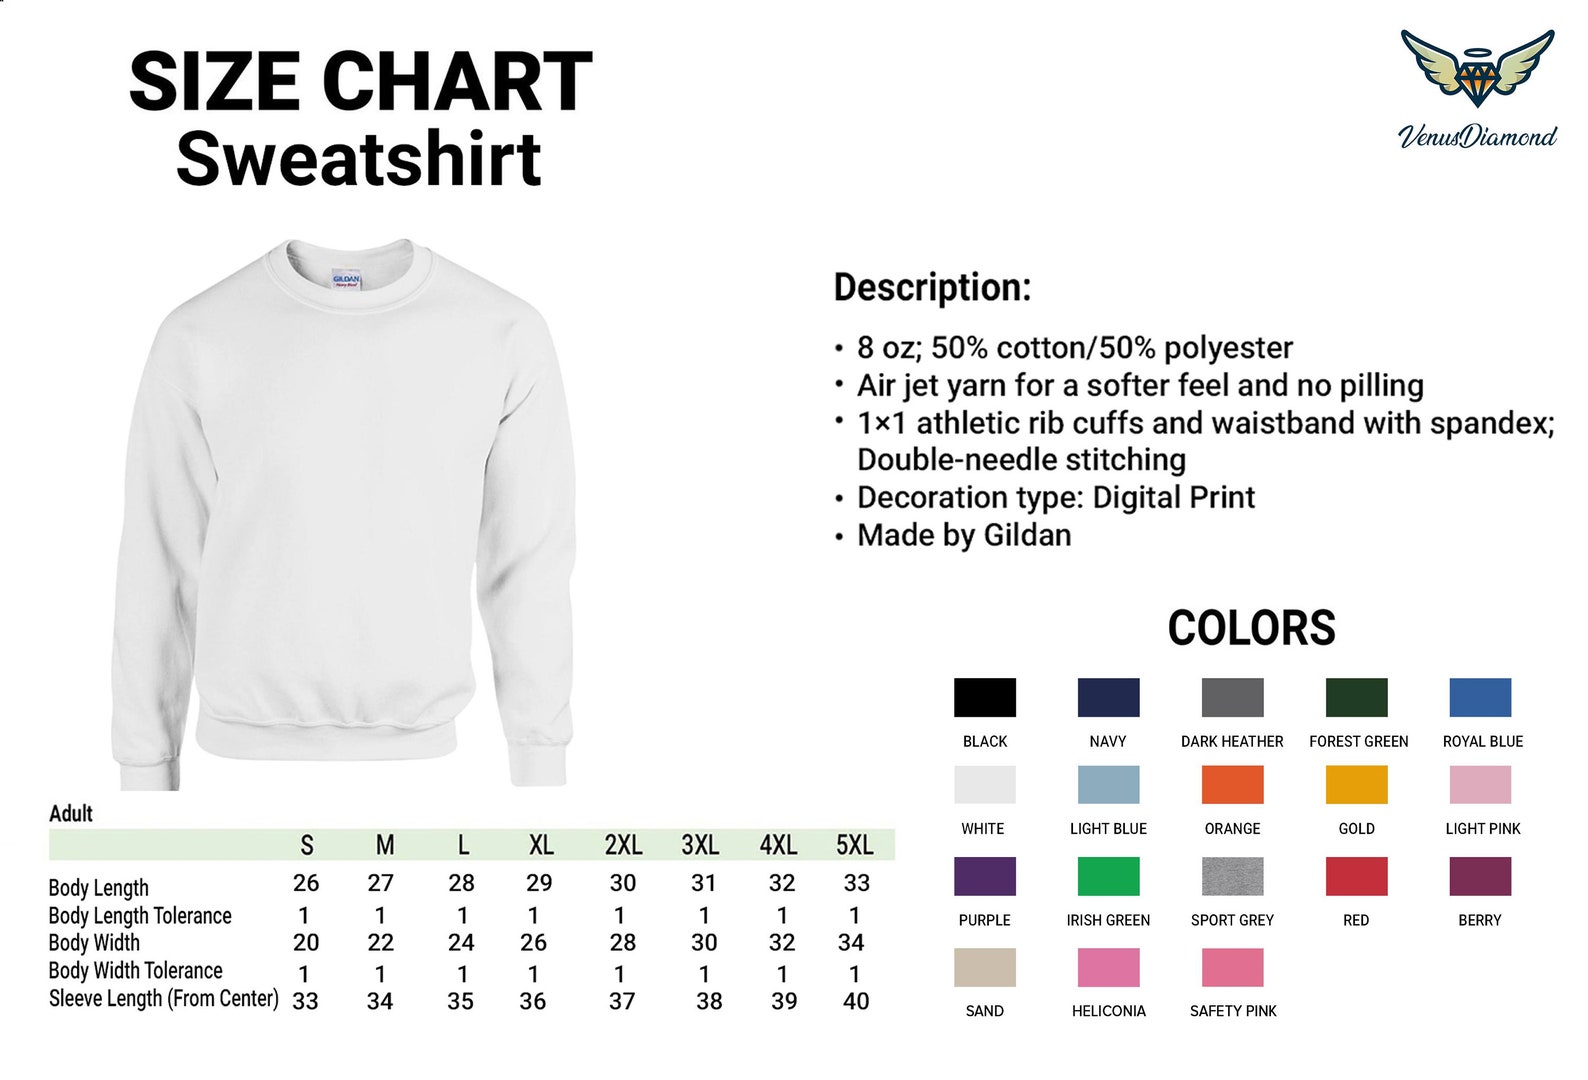 SIZE CHART
Sweatshirt
VenusDiamond
GILDAN
Heavy Blend
Description:
• 8 oz; 50% cotton/50% polyester
• Air jet yarn for a softer feel and no pilling
• 1×1 athletic rib cuffs and waistband with spandex;
Double-needle stitching
• Decoration type: Digital Print
• Made by Gildan
COLORS
BLACK NAVY DARK HEATHER FOREST GREEN ROYAL BLUE
WHITE LIGHT BLUE ORANGE GOLD LIGHT PINK
PURPLE IRISH GREEN SPORT GREY RED BERRY
SAND HELICONIA SAFETY PINK
Adult
S M L XL 2XL 3XL 4XL 5XL
Body Length 26 27 28 29 30 31 32 33
Body Length Tolerance 1 1 1 1 1 1 1 1
Body Width 20 22 24 26 28 30 32 34
Body Width Tolerance 1 1 1 1 1 1 1 1
Sleeve Length (From Center) 33 34 35 36 37 38 39 40